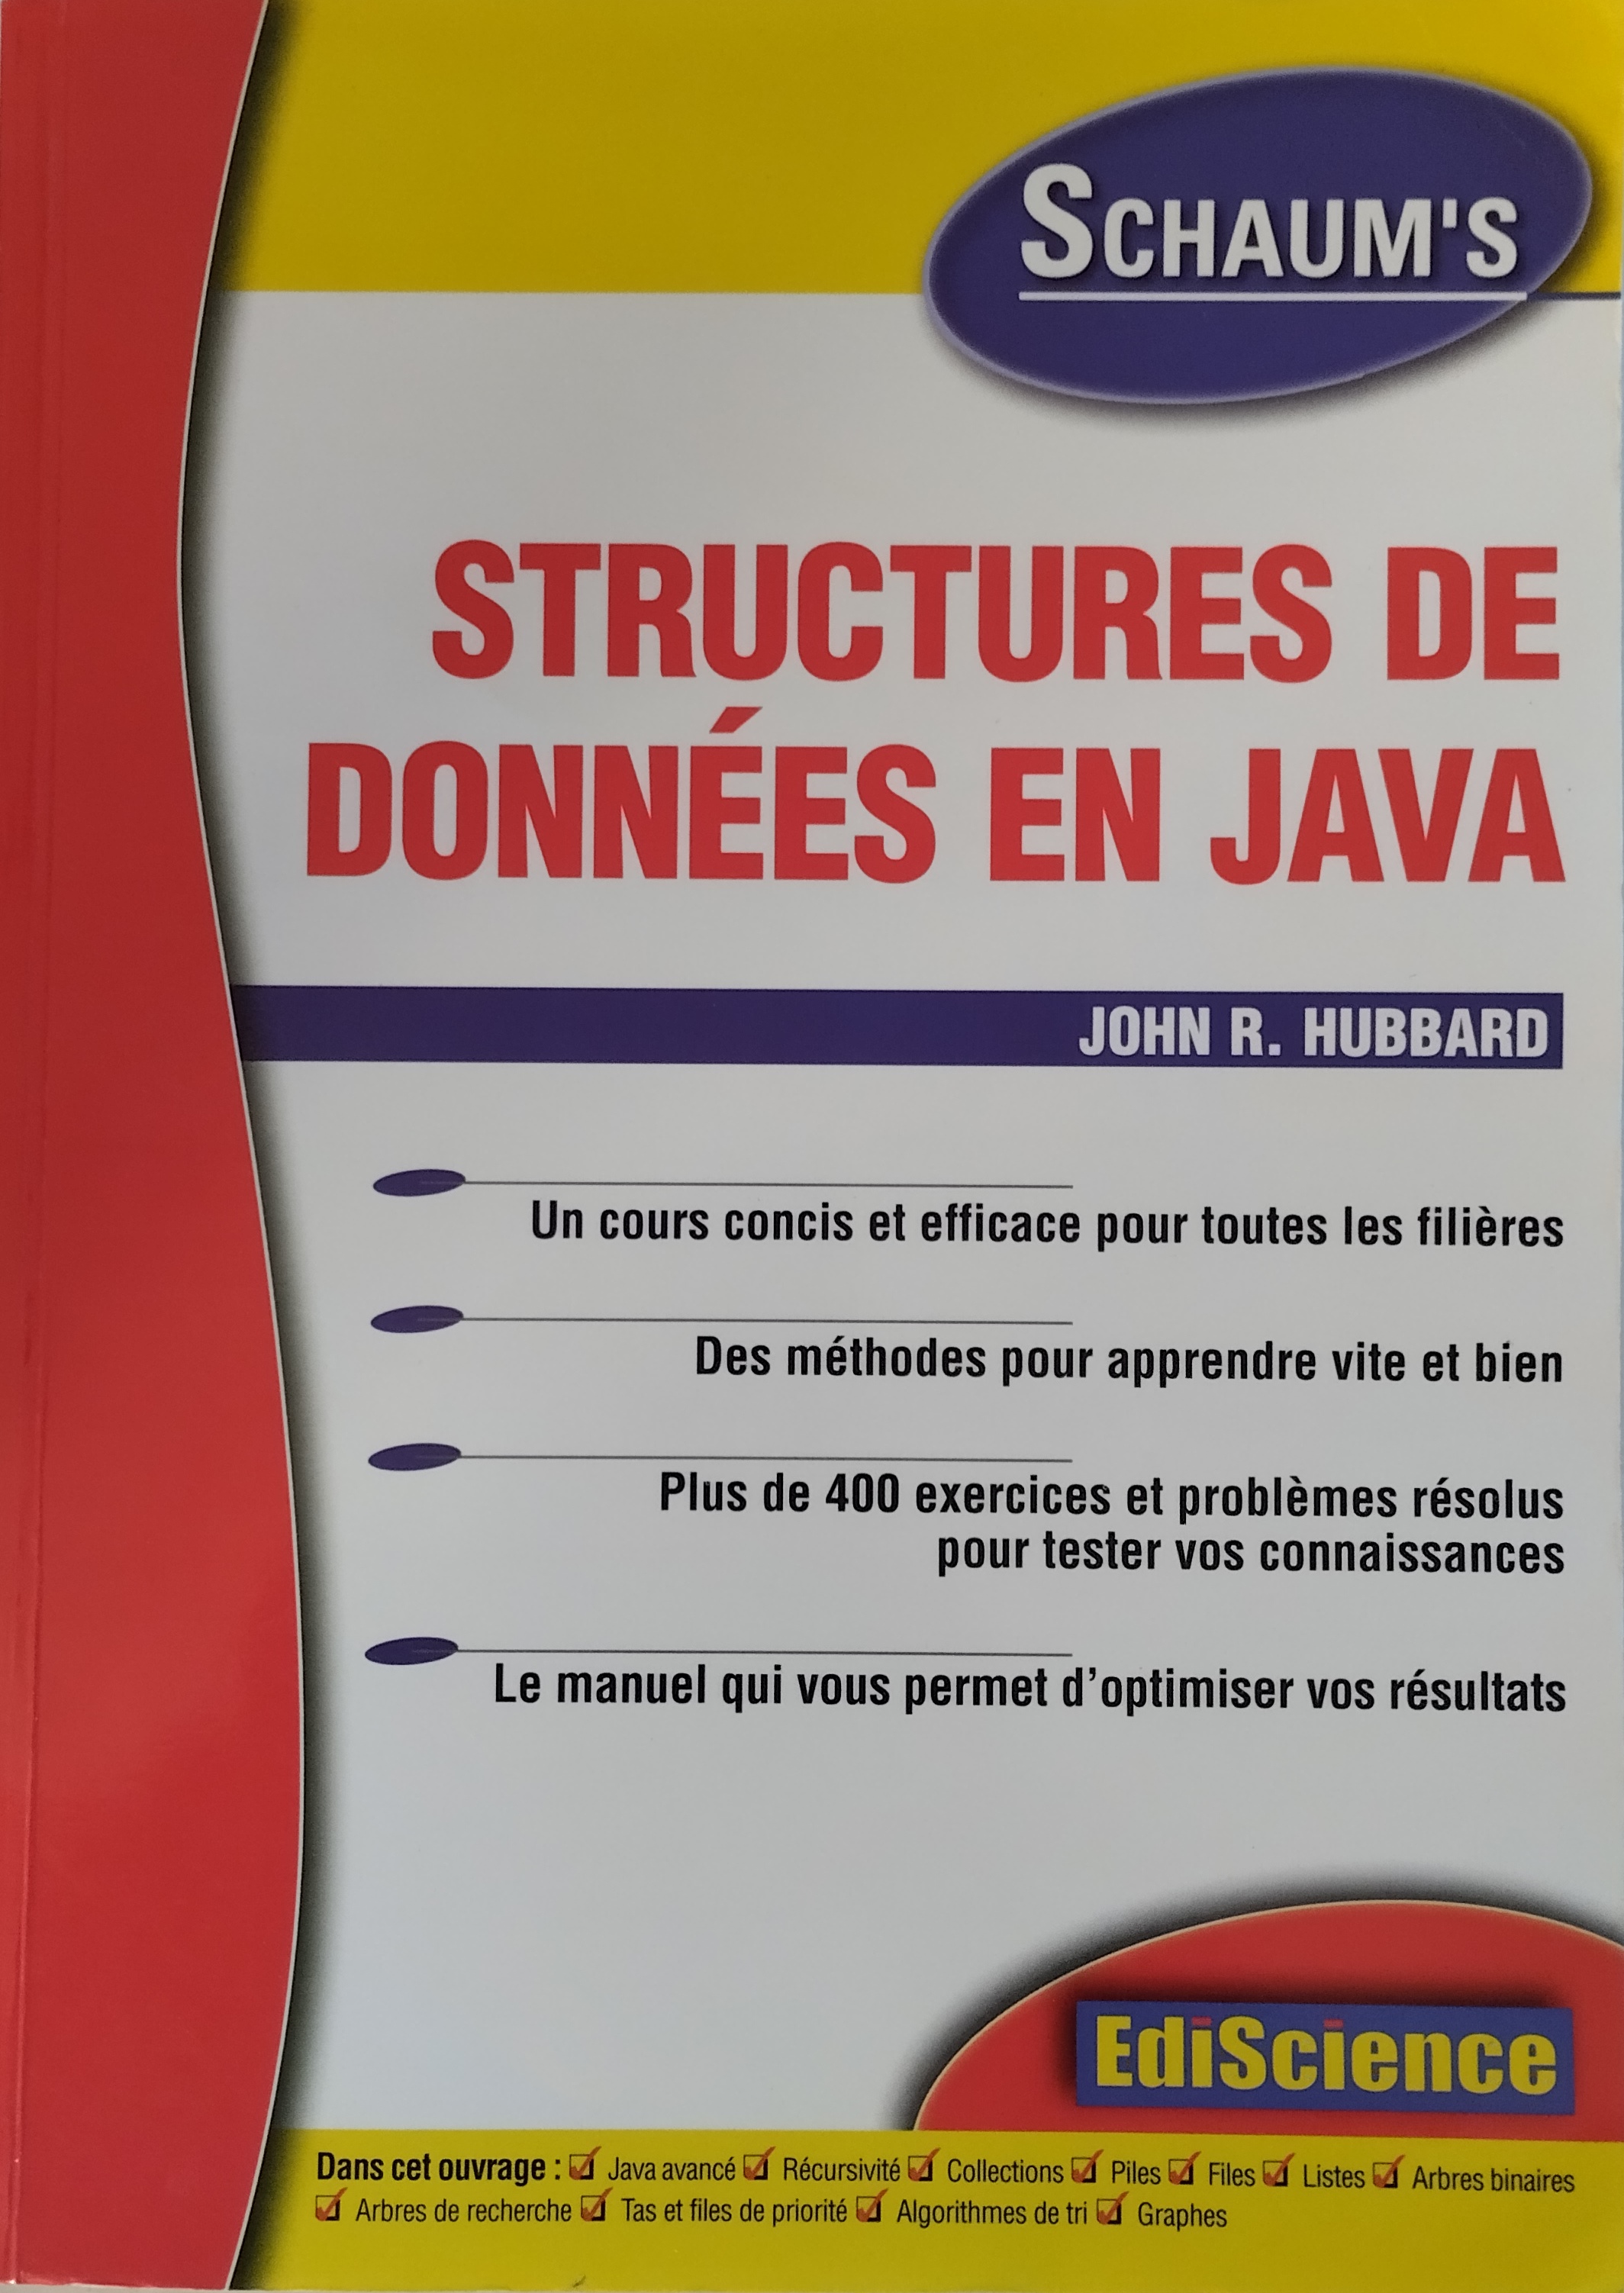 SCHAUM'S
STRUCTURES DE
DONNÉES EN JAVA
JOHN R. HUBBARD
Un cours concis et efficace pour toutes les filières
Des méthodes pour apprendre vite et bien
Plus de 400 exercices et problèmes résolus
pour tester vos connaissances
Le manuel qui vous permet d'optimiser vos résultats
EdiScience
Dans cet ouvrage : ☑ Java avancé ☑ Récursivité ☑ Collections ☑ Piles ☑ Files ☑ Listes ☑ Arbres binaires
☑ Arbres de recherche ☑ Tas et files de priorité ☑ Algorithmes de tri ☑ Graphes